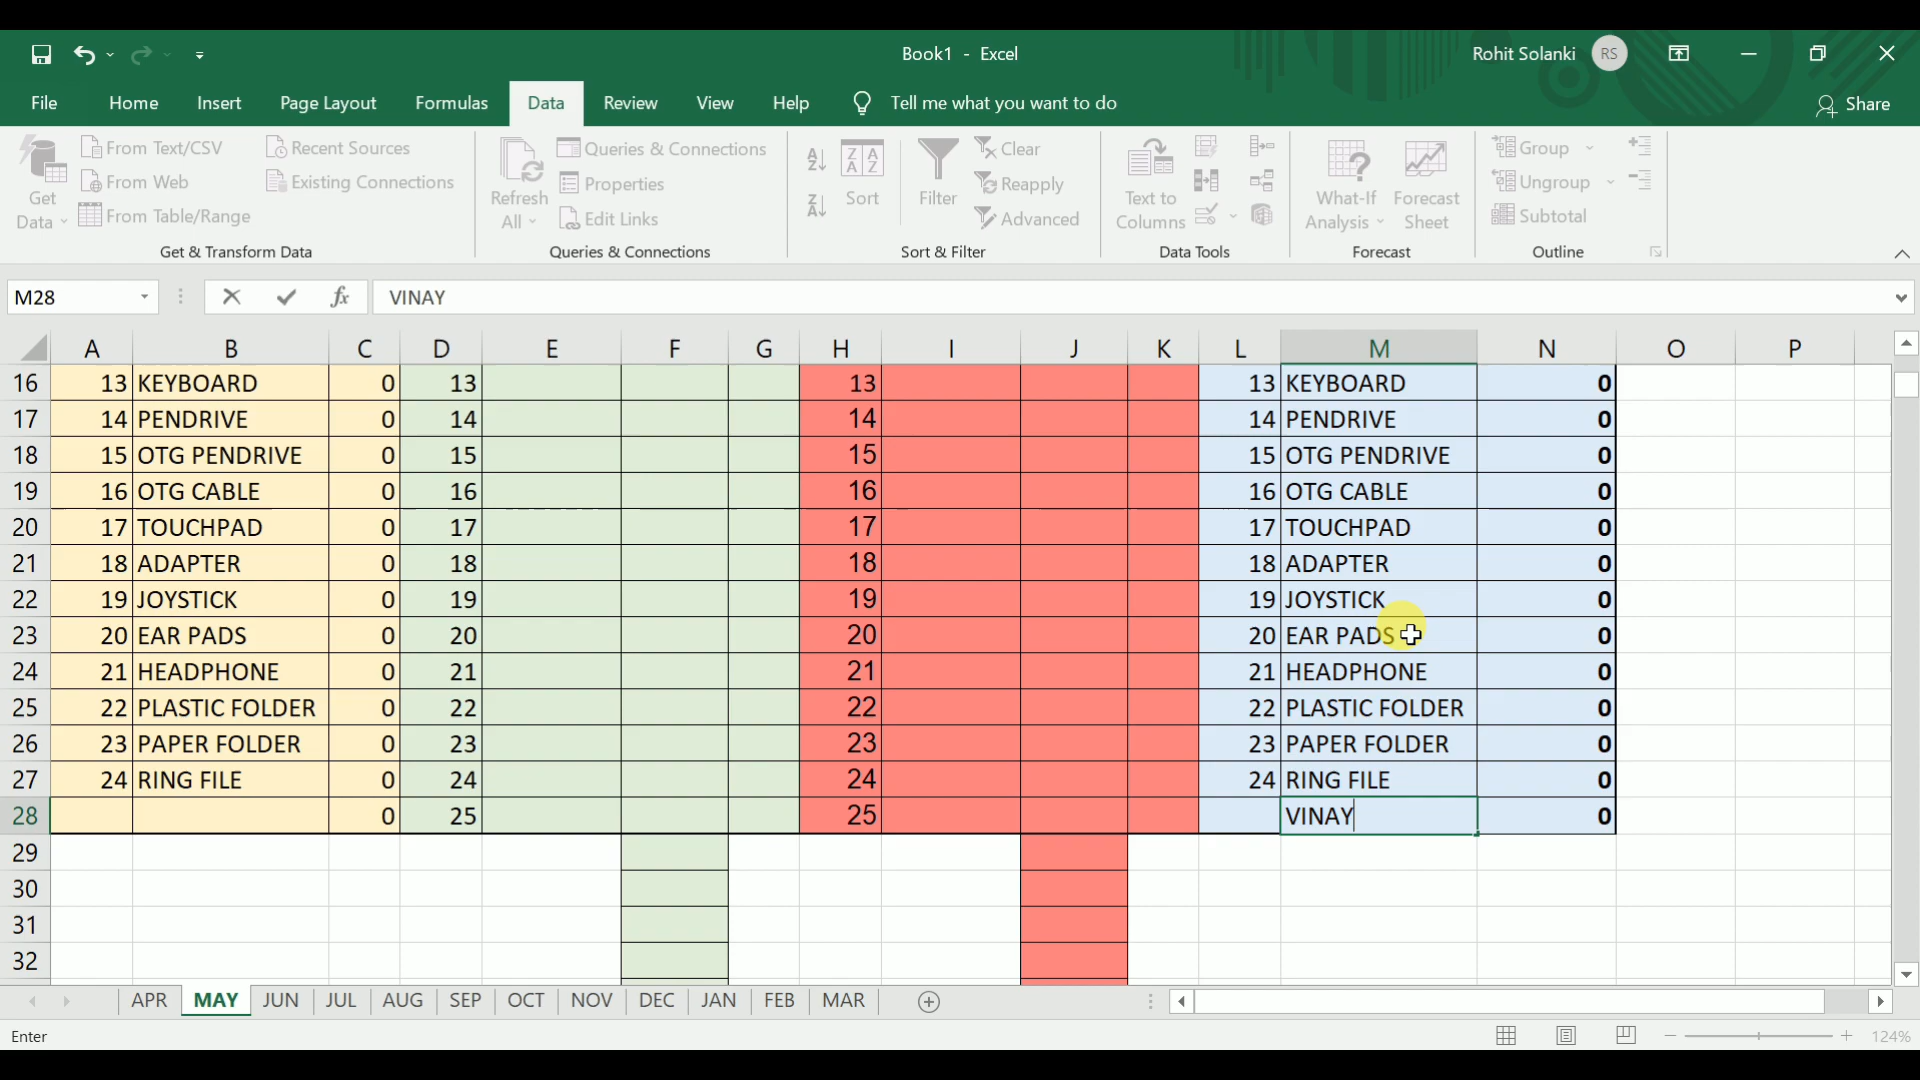 Book1 - Excel
Rohit Solanki RS
File Home Insert Page Layout Formulas Data Review View Help Tell me what you want to do Share
Get Data
From Text/CSV
From Web
From Table/Range
Recent Sources
Existing Connections
Get & Transform Data
Refresh All
Queries & Connections
Properties
Edit Links
Queries & Connections
Sort
Filter
Clear
Reapply
Advanced
Sort & Filter
Text to Columns
Data Tools
What-If Analysis
Forecast Sheet
Forecast
Group
Ungroup
Subtotal
Outline
M28 fx VINAY
A B C D E F G H I J K L M N O P
16 13 KEYBOARD 0 13 13 13 KEYBOARD 0
17 14 PENDRIVE 0 14 14 14 PENDRIVE 0
18 15 OTG PENDRIVE 0 15 15 15 OTG PENDRIVE 0
19 16 OTG CABLE 0 16 16 16 OTG CABLE 0
20 17 TOUCHPAD 0 17 17 17 TOUCHPAD 0
21 18 ADAPTER 0 18 18 18 ADAPTER 0
22 19 JOYSTICK 0 19 19 19 JOYSTICK 0
23 20 EAR PADS 0 20 20 20 EAR PADS 0
24 21 HEADPHONE 0 21 21 21 HEADPHONE 0
25 22 PLASTIC FOLDER 0 22 22 22 PLASTIC FOLDER 0
26 23 PAPER FOLDER 0 23 23 23 PAPER FOLDER 0
27 24 RING FILE 0 24 24 24 RING FILE 0
28 0 25 25 VINAY 0
29
30
31
32
APR MAY JUN JUL AUG SEP OCT NOV DEC JAN FEB MAR
Enter 124%